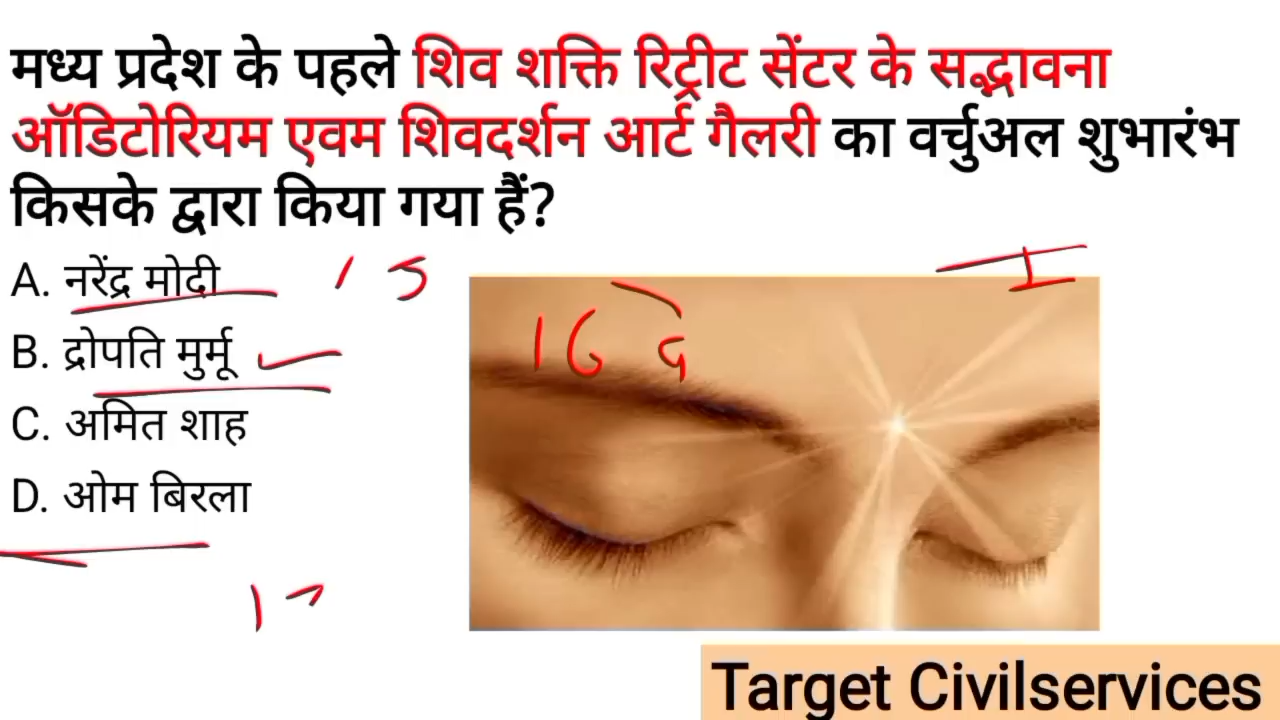 मध्य प्रदेश के पहले शिव शक्ति रिट्रीट सेंटर के सद्भावना
ऑडिटोरियम एवम शिवदर्शन आर्ट गैलरी का वर्चुअल शुभारंभ
किसके द्वारा किया गया हैं?
A. नरेंद्र मोदी
B. द्रोपति मुर्मू
C. अमित शाह
D. ओम बिरला
Target Civilservices